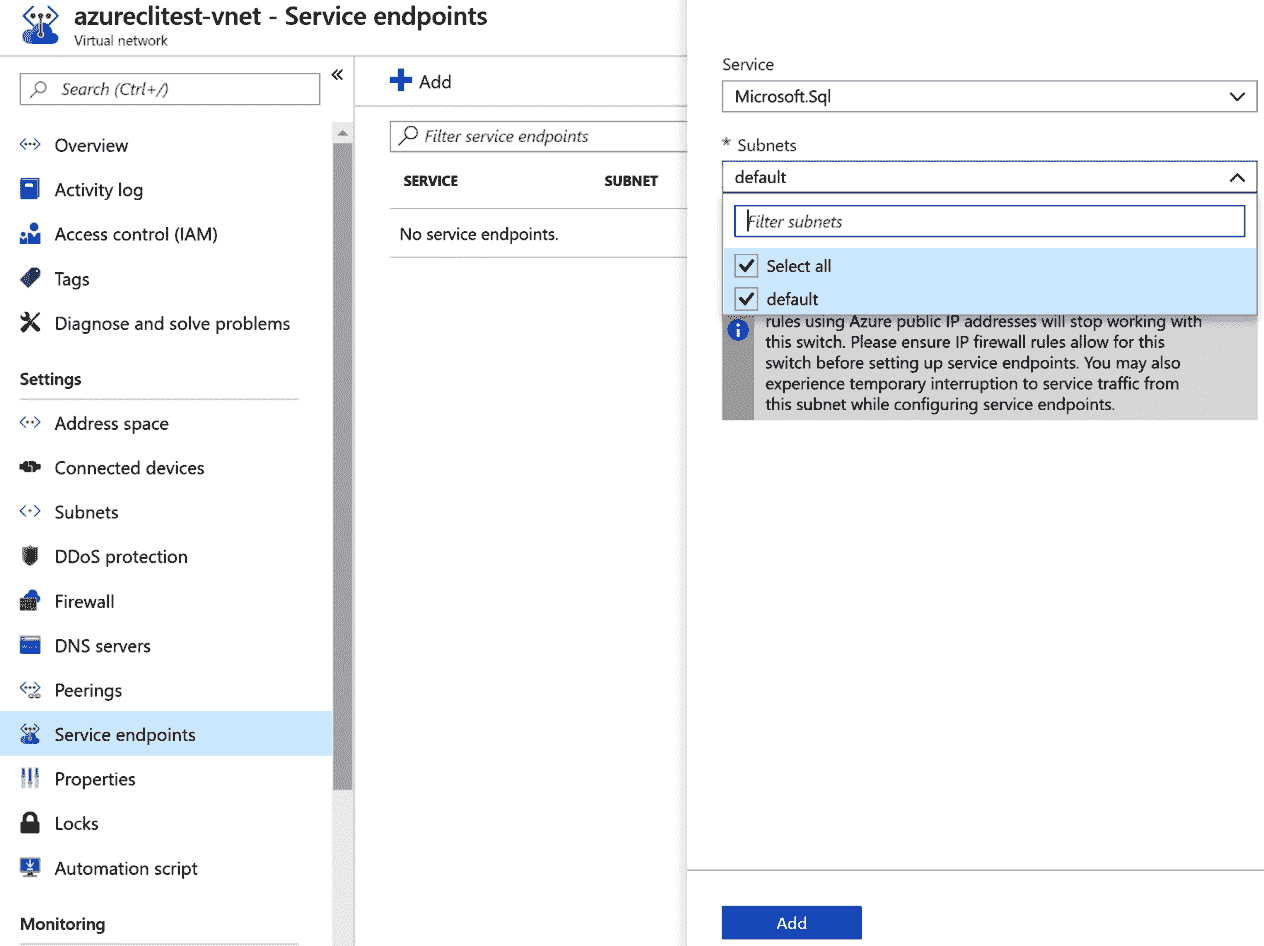 azureclitest-vnet - Service endpoints
Virtual network
Search (Ctrl+/)
«
Overview
Activity log
Access control (IAM)
Tags
Diagnose and solve problems
Settings
Address space
Connected devices
Subnets
DDoS protection
Firewall
DNS servers
Peerings
Service endpoints
Properties
Locks
Automation script
Monitoring
Add
Filter service endpoints
SERVICE SUBNET
No service endpoints.
Service
Microsoft.Sql
* Subnets
default
Filter subnets
Select all
default
rules using Azure public IP addresses will stop working with
this switch. Please ensure IP firewall rules allow for this
switch before setting up service endpoints. You may also
experience temporary interruption to service traffic from
this subnet while configuring service endpoints.
Add